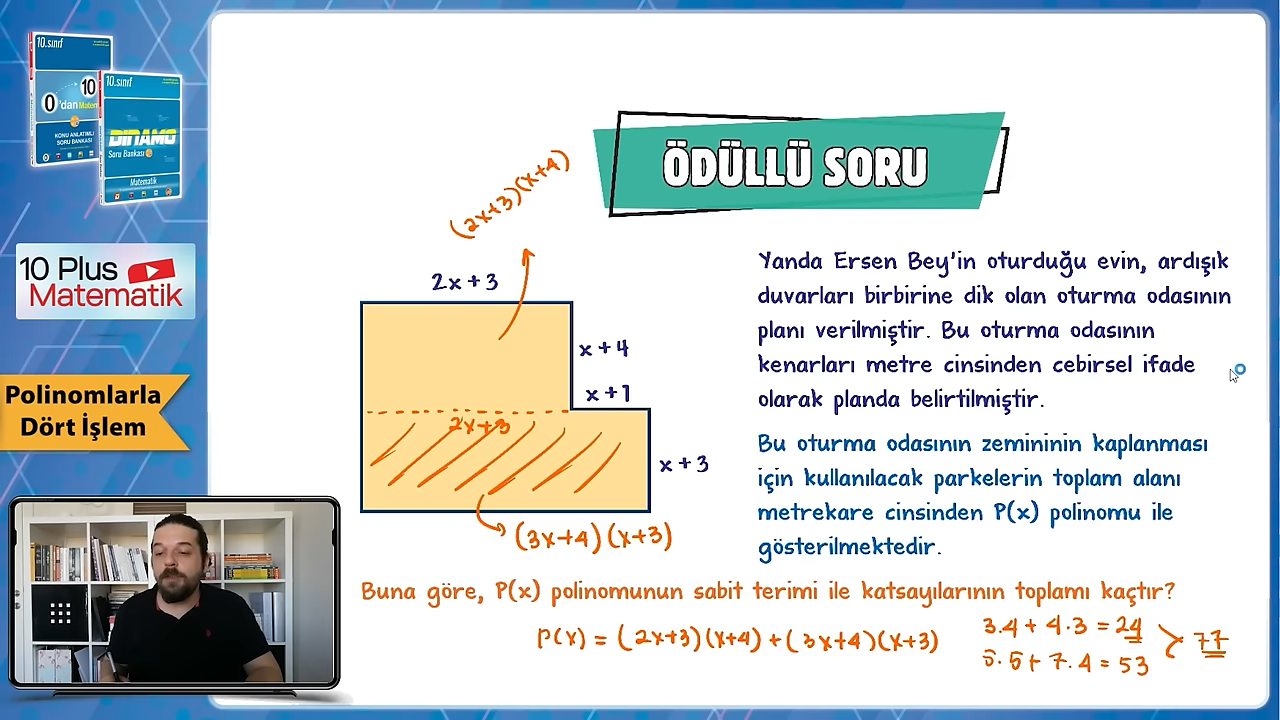 10.sınıf
10
0'dan Matem
KONU ANLATIMLI
SORU BANKASI
10.sınıf
DİNAMO
Soru Bankası
Matematik
10 Plus
Matematik
Polinomlarla
Dört İşlem
ÖDÜLLÜ SORU
(2x+3)(x+4)
2x+3
x+4
x+1
2x+3
x+3
(3x+4)(x+3)
Yanda Ersen Bey'in oturduğu evin, ardışık
duvarları birbirine dik olan oturma odasının
planı verilmiştir. Bu oturma odasının
kenarları metre cinsinden cebirsel ifade
olarak planda belirtilmiştir.
Bu oturma odasının zemininin kaplanması
için kullanılacak parkelerin toplam alanı
metrekare cinsinden P(x) polinomu ile
gösterilmektedir.
Buna göre, P(x) polinomunun sabit terimi ile katsayılarının toplamı kaçtır?
P(x) = (2x+3)(x+4) + (3x+4)(x+3)
3.4 + 4.3 = 24
5.5 + 7.4 = 53
77